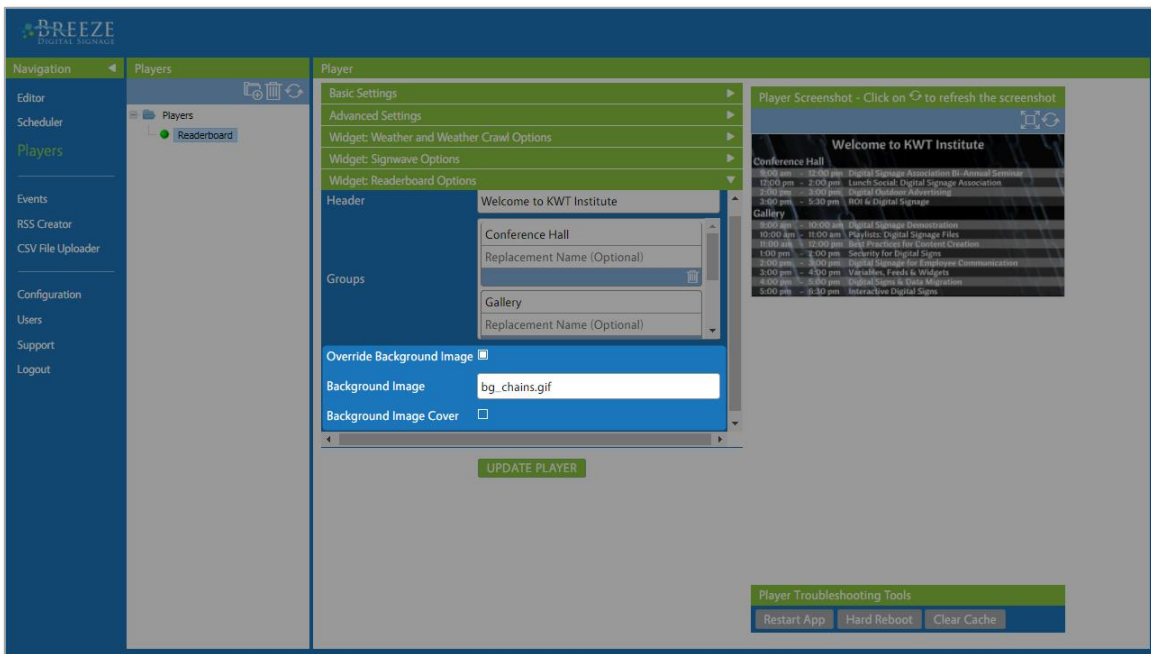 BREEZE
DIGITAL SIGNAGE
Navigation
Editor
Scheduler
Players
Events
RSS Creator
CSV File Uploader
Configuration
Users
Support
Logout
Players
Players
Readerboard
Player
Basic Settings
Advanced Settings
Widget: Weather and Weather Crawl Options
Widget: Signwave Options
Widget: Readerboard Options
Header Welcome to KWT Institute
Groups
Conference Hall
Replacement Name (Optional)
Gallery
Replacement Name (Optional)
Override Background Image
Background Image bg_chains.gif
Background Image Cover
UPDATE PLAYER
Player Screenshot - Click on to refresh the screenshot
Welcome to KWT Institute
Conference Hall
9:00 am - 12:00 pm Digital Signage Association Bi-Annual Seminar
12:00 pm - 2:00 pm Lunch Social: Digital Signage Association
2:00 pm - 3:00 pm Digital Outdoor Advertising
3:00 pm - 5:30 pm ROI & Digital Signage
Gallery
9:00 am - 10:00 am Digital Signage Demostration
10:00 am - 11:00 am Playlists: Digital Signage Files
11:00 am - 12:00 pm Best Practices for Content Creation
1:00 pm - 2:00 pm Security for Digital Signs
2:00 pm - 3:00 pm Digital Signage for Employee Communication
3:00 pm - 4:00 pm Variables, Feeds & Widgets
4:00 pm - 5:00 pm Digital Signs & Data Migration
5:00 pm - 6:30 pm Interactive Digital Signs
Player Troubleshooting Tools
Restart App Hard Reboot Clear Cache